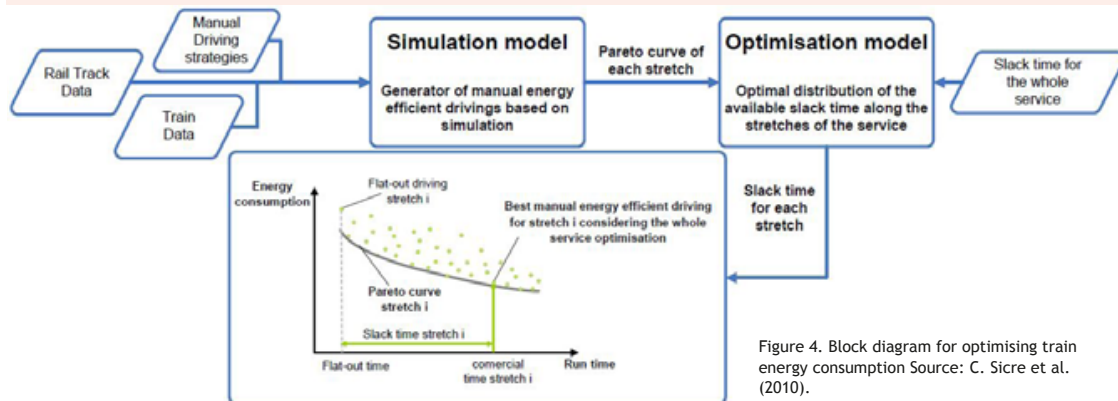 Manual
Driving
strategies
Rail Track
Data
Train
Data
Simulation model
Generator of manual energy
efficient drivings based on
simulation
Pareto curve of
each stretch
Optimisation model
Optimal distribution of the
available slack time along the
stretches of the service
Slack time for
the whole
service
Slack time
for each
stretch
Energy
consumption
Flat-out driving
stretch i
Best manual energy efficient driving
for stretch i considering the whole
service optimisation
Pareto curve
stretch i
Slack time stretch i
Flat-out time
comercial
time stretch i
Run time
Figure 4. Block diagram for optimising train
energy consumption Source: C. Sicre et al.
(2010).